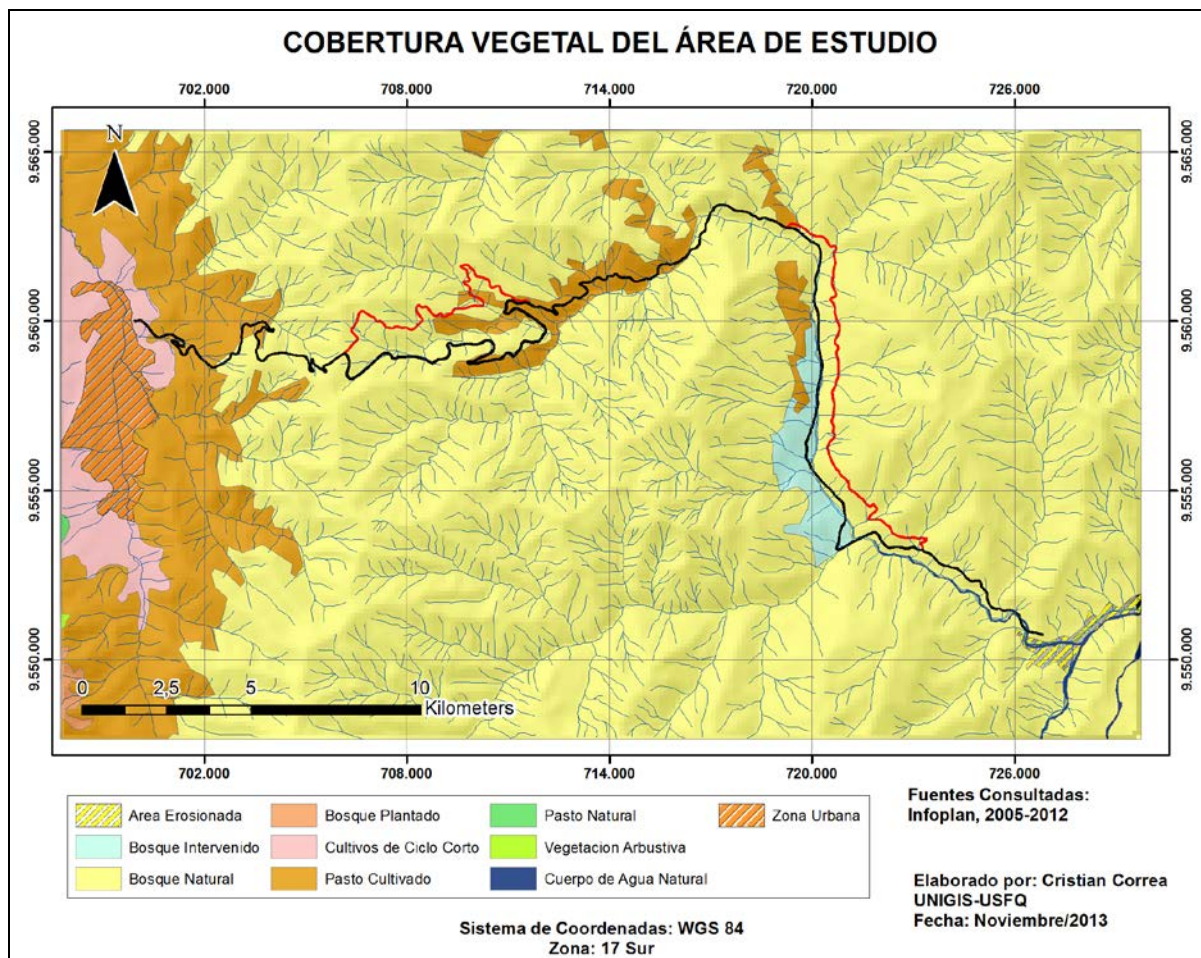 COBERTURA VEGETAL DEL ÁREA DE ESTUDIO
702.000 708.000 714.000 720.000 726.000
N
9.565.000 9.565.000
9.560.000 9.560.000
9.555.000 9.555.000
9.550.000 9.550.000
0 2,5 5 10
Kilometers
702.000 708.000 714.000 720.000 726.000
Area Erosionada
Bosque Intervenido
Bosque Natural
Bosque Plantado
Cultivos de Ciclo Corto
Pasto Cultivado
Pasto Natural
Vegetacion Arbustiva
Cuerpo de Agua Natural
Zona Urbana
Fuentes Consultadas:
Infoplan, 2005-2012
Elaborado por: Cristian Correa
UNIGIS-USFQ
Fecha: Noviembre/2013
Sistema de Coordenadas: WGS 84
Zona: 17 Sur